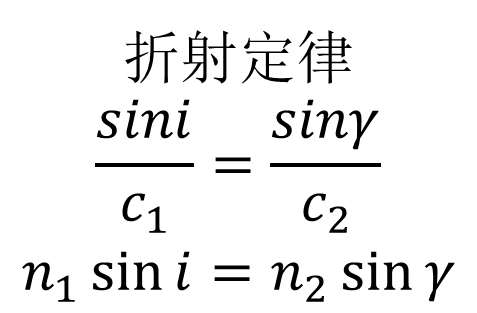 折射定律
sini/c₁ = sinγ/c₂
n₁ sin i = n₂ sin γ